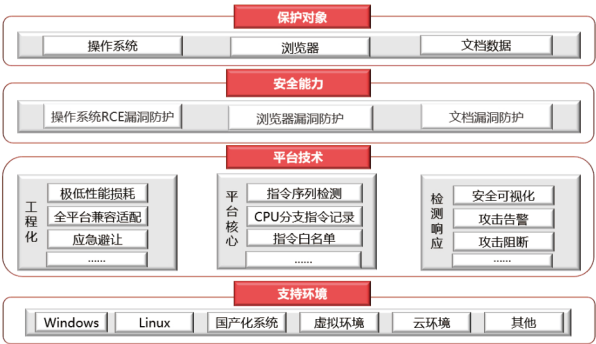 保护对象
操作系统
浏览器
文档数据
安全能力
操作系统RCE漏洞防护
浏览器漏洞防护
文档漏洞防护
平台技术
工程化
极低性能损耗
全平台兼容适配
应急避让
......
平台核心
指令序列检测
CPU分支指令记录
指令白名单
......
检测响应
安全可视化
攻击告警
攻击阻断
......
支持环境
Windows
Linux
国产化系统
虚拟环境
云环境
其他